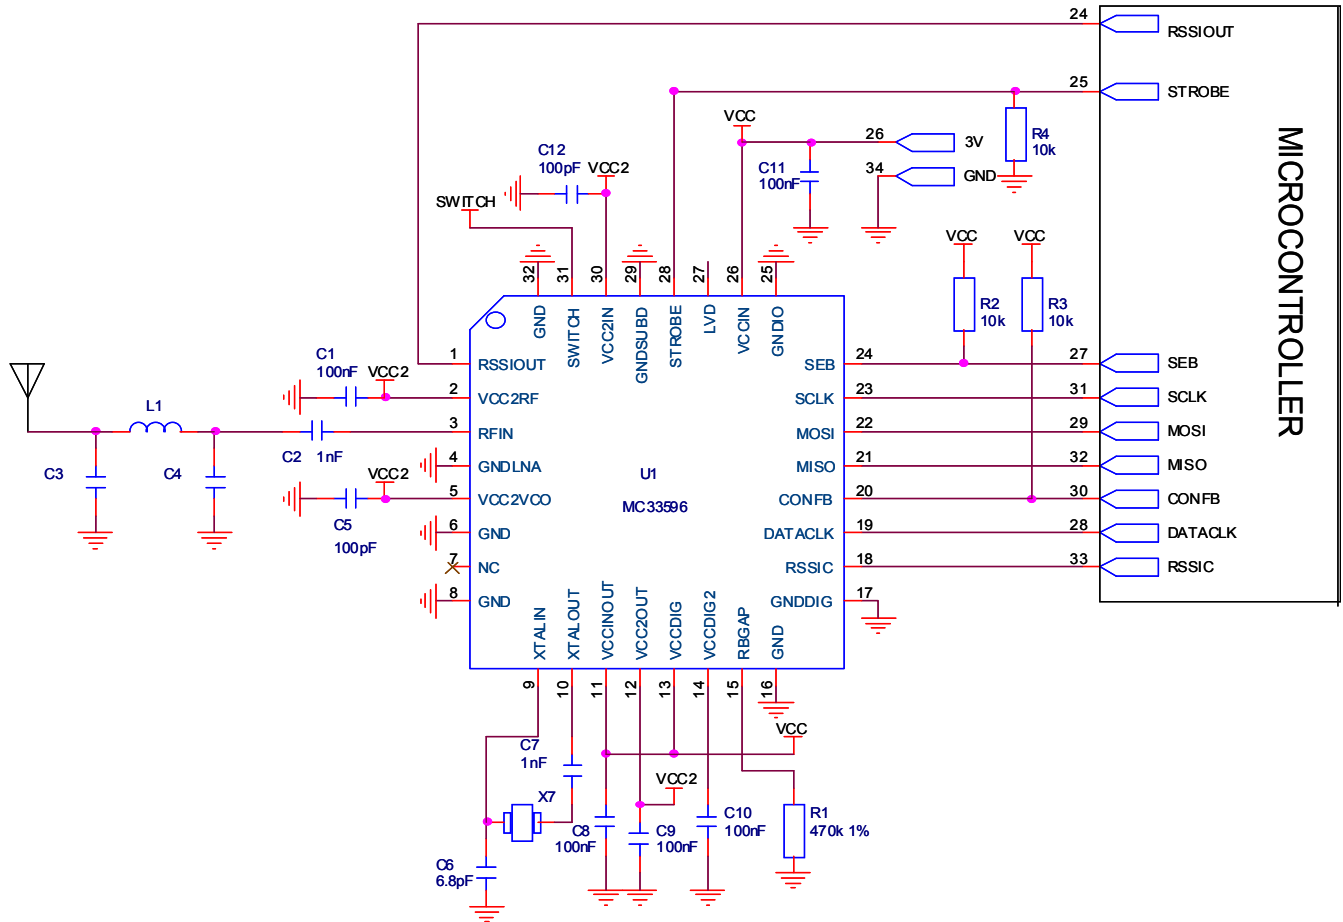 24
RSSIOUT
25
STROBE
VCC
26
3V
R4
10k
C12
100pF
VCC2
C11
100nF
34
GND
SWITCH
VCC
VCC
MICROCONTROLLER
32
31
30
29
28
27
26
25
GND
SWITCH
VCC2IN
GNDSUBD
STROBE
LVD
VCCIN
GNDIO
R2
10k
R3
10k
C1
100nF
VCC2
1
RSSIOUT
SEB
24
27
SEB
2
VCC2RF
SCLK
23
31
SCLK
L1
3
RFIN
MOSI
22
29
MOSI
C2
1nF
C3
C4
4
GNDLNA
MISO
21
32
MISO
U1
VCC2
5
VCC2VCO
CONFB
20
30
CONFB
MC33596
C5
100pF
6
GND
DATACLK
19
28
DATACLK
7
NC
RSSIC
18
33
RSSIC
8
GND
GNDDIG
17
XTALIN
XTALOUT
VCCINOUT
VCC2OUT
VCCDIG
VCCDIG2
RBGAP
GND
9
10
11
12
13
14
15
16
VCC
C7
1nF
VCC2
X7
C8
100nF
C9
100nF
C10
100nF
R1
470k 1%
C6
6.8pF